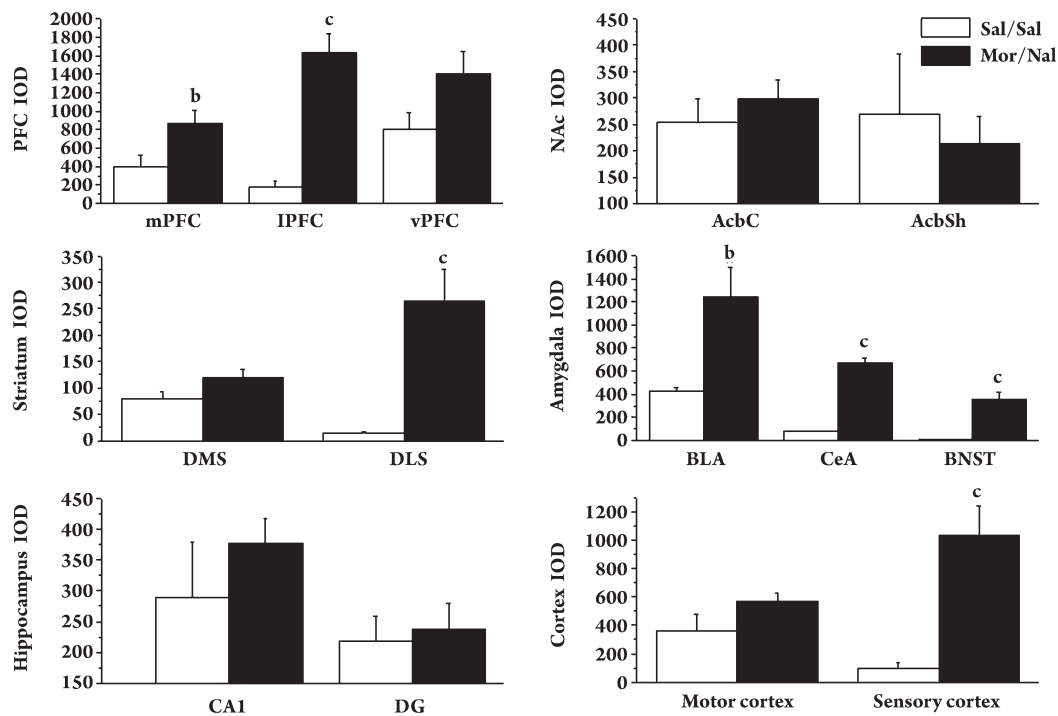 PFC IOD
2000
1800
1600
1400
1200
1000
800
600
400
200
0
b
c
mPFC lPFC vPFC
NAc IOD
450
400
350
300
250
200
150
100
Sal/Sal
Mor/Nal
AcbC AcbSh
Striatum IOD
350
300
250
200
150
100
50
0
c
DMS DLS
Amygdala IOD
1600
1400
1200
1000
800
600
400
200
0
b
c
c
BLA CeA BNST
Hippocampus IOD
450
400
350
300
250
200
150
CA1 DG
Cortex IOD
1200
1000
800
600
400
200
0
c
Motor cortex Sensory cortex